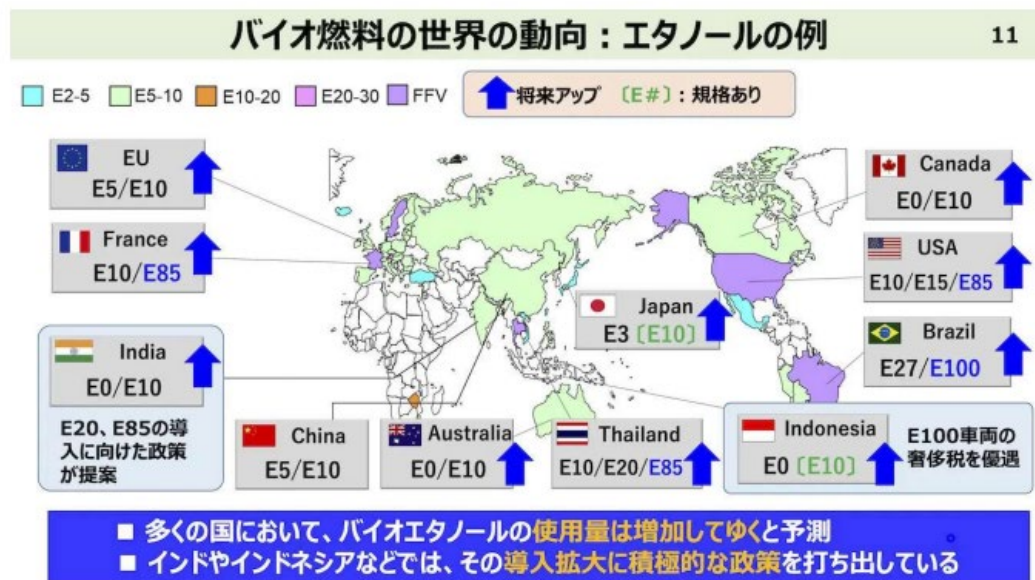 バイオ燃料の世界の動向：エタノールの例
11
E2-5
E5-10
E10-20
E20-30
FFV
将来アップ [E#]：規格あり
EU
E5/E10
France
E10/E85
India
E0/E10
E20、E85の導
入に向けた政策
が提案
China
E5/E10
Australia
E0/E10
Thailand
E10/E20/E85
Japan
E3 [E10]
Canada
E0/E10
USA
E10/E15/E85
Brazil
E27/E100
Indonesia
E0 [E10]
E100車両の
奢侈税を優遇
■ 多くの国において、バイオエタノールの使用量は増加してゆくと予測 。
■ インドやインドネシアなどでは、その導入拡大に積極的な政策を打ち出している